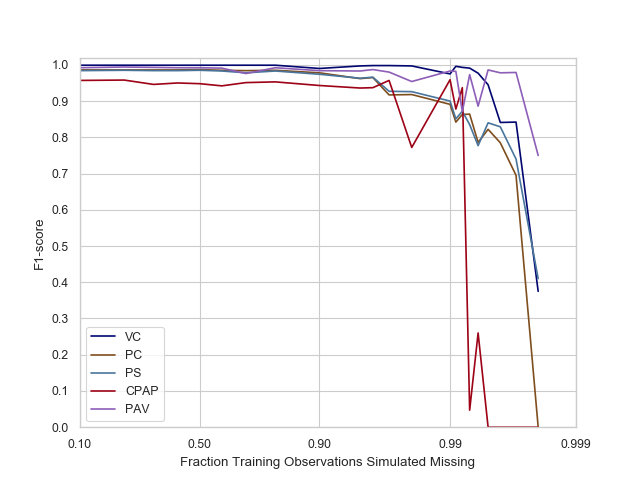 1.0
0.9
0.8
0.7
0.6
0.5
0.4
0.3
0.2
0.1
0.0
F1-score
VC
PC
PS
CPAP
PAV
0.10 0.50 0.90 0.99 0.999
Fraction Training Observations Simulated Missing